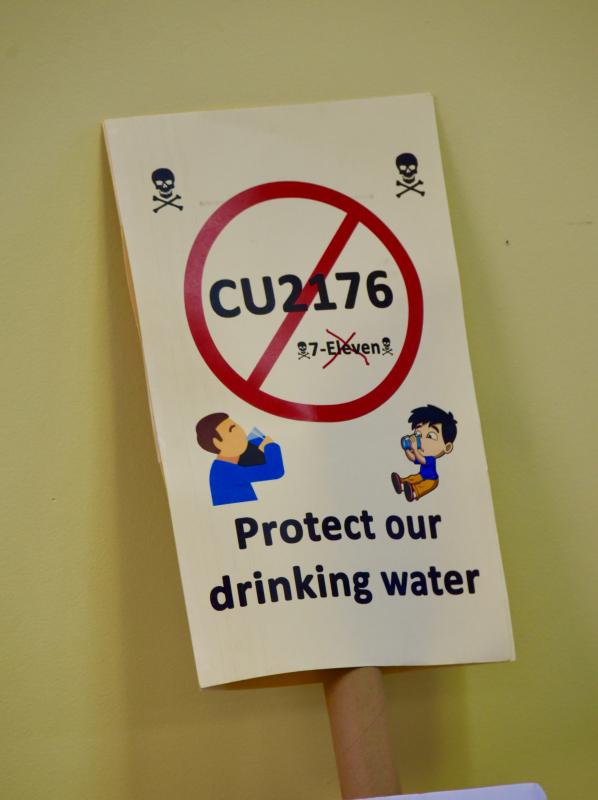 CU2176
7-Eleven
Protect our
drinking water